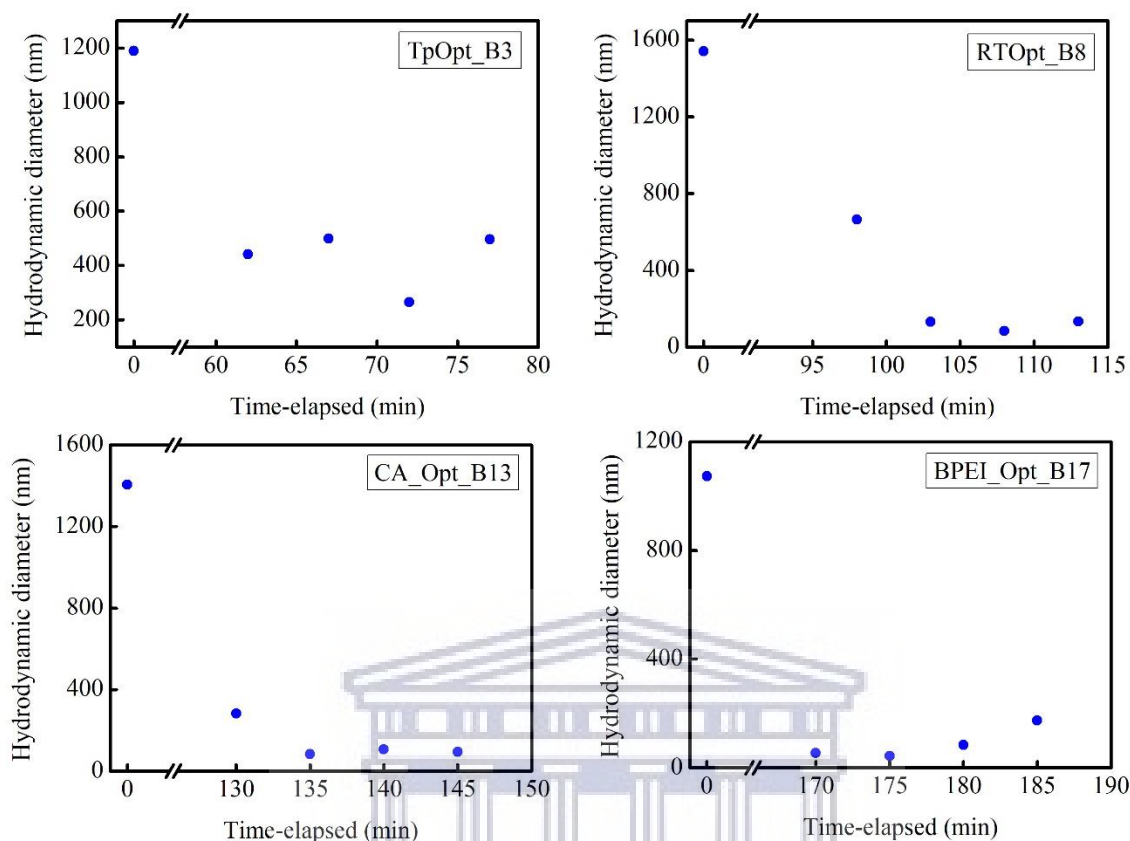 TpOpt_B3
Hydrodynamic diameter (nm)
1200
1000
800
600
400
200
0 60 65 70 75 80
Time-elapsed (min)
RTOpt_B8
Hydrodynamic diameter (nm)
1600
1200
800
400
0
0 95 100 105 110 115
Time-elapsed (min)
CA_Opt_B13
Hydrodynamic diameter (nm)
1600
1200
800
400
0
0 130 135 140 145 150
Time-elapsed (min)
BPEI_Opt_B17
Hydrodynamic diameter (nm)
1200
800
400
0
0 170 175 180 185 190
Time-elapsed (min)